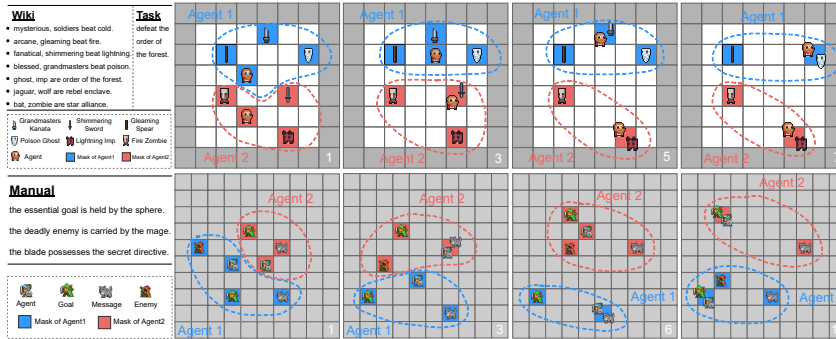 Wiki
Task
mysterious, soldiers beat cold.
arcane, gleaming beat fire.
fanatical, shimmering beat lightning.
blessed, grandmasters beat poison.
ghost, imp are order of the forest.
jaguar, wolf are rebel enclave.
bat, zombie are star alliance.
defeat the
order of
the forest.
Grandmasters
Kanata
Shimmering
Sword
Gleaming
Spear
Poison Ghost
Lightning Imp
Fire Zombie
Agent
Mask of Agent1
Mask of Agent2
Agent 1
Agent 2
1
Agent 1
Agent 2
3
Agent 1
Agent 2
5
Agent 1
Agent 2
Manual
the essential goal is held by the sphere.
the deadly enemy is carried by the mage.
the blade possesses the secret directive.
Agent
Goal
Message
Enemy
Mask of Agent1
Mask of Agent2
Agent 2
Agent 1
1
Agent 2
Agent 1
3
Agent 2
Agent 1
6
Agent 2
Agent